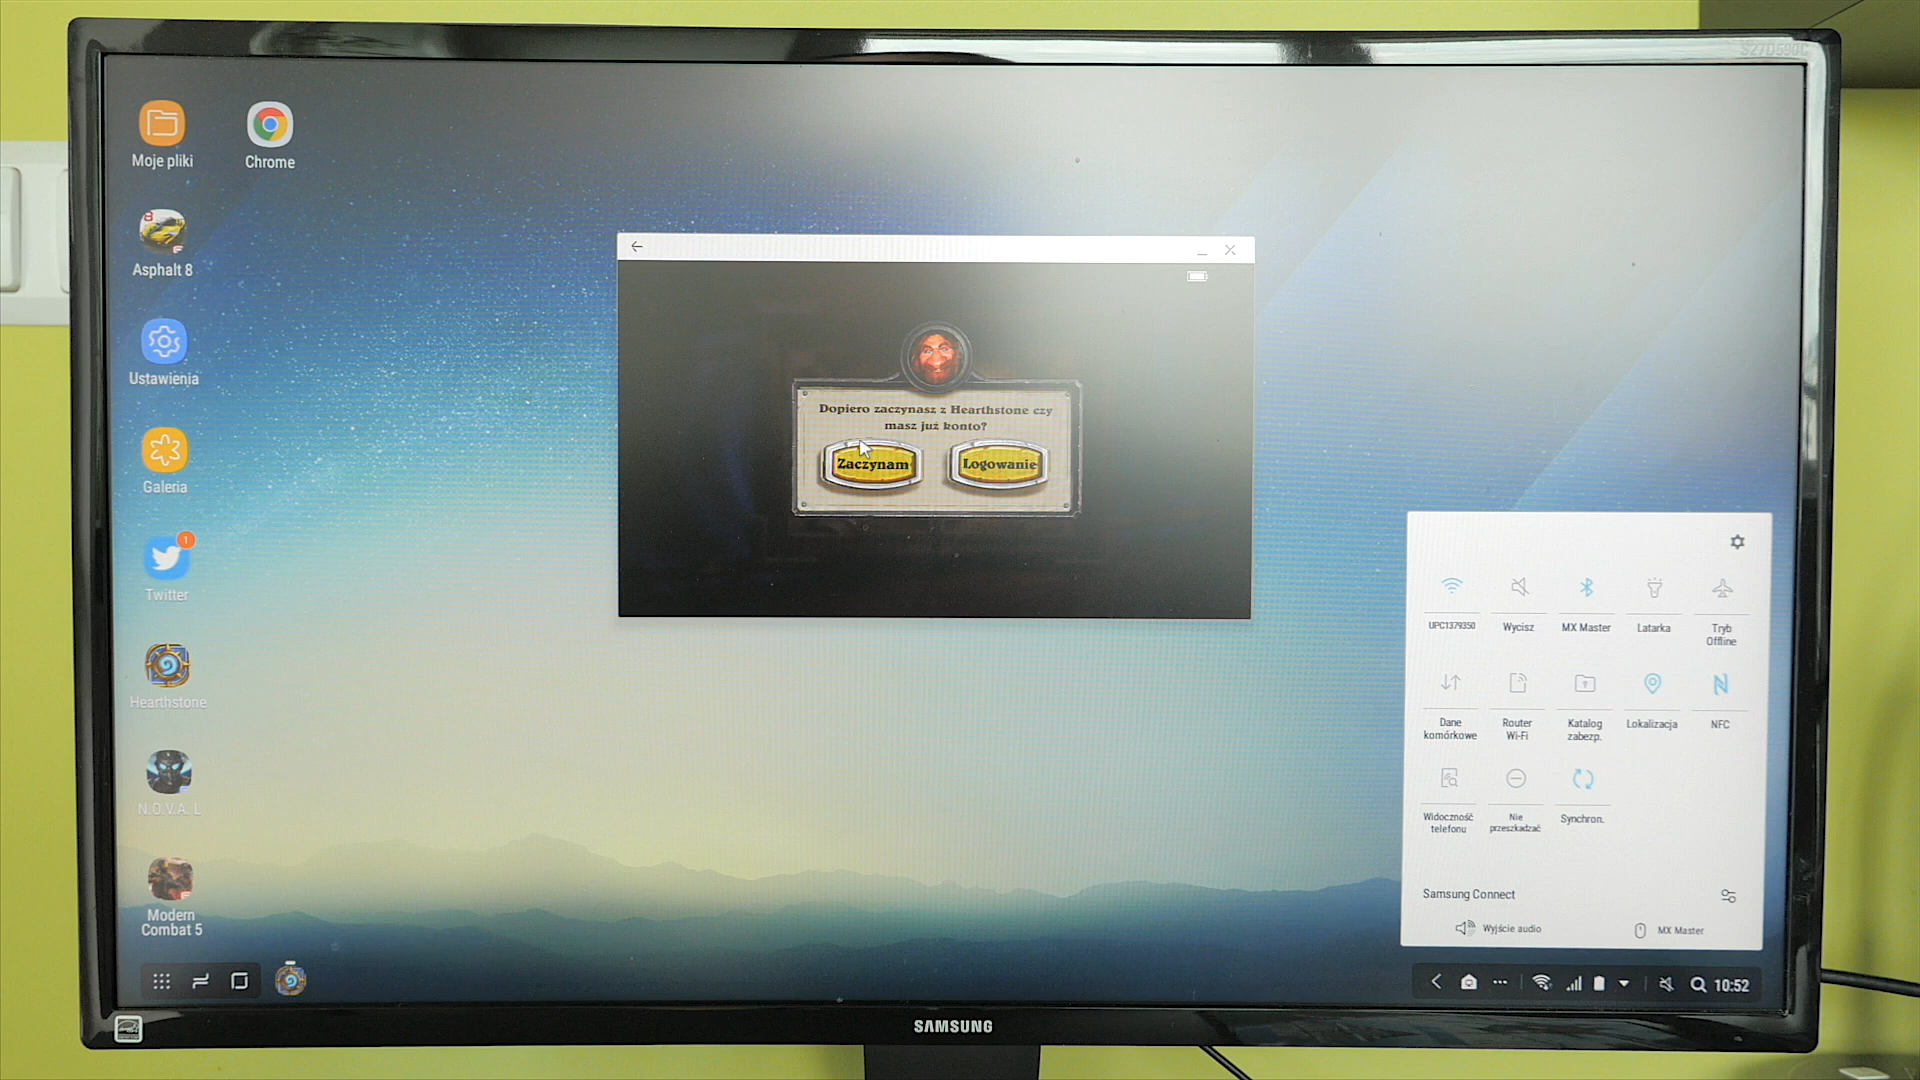 S27D590C
Moje pliki
Chrome
Asphalt 8
Ustawienia
Galeria
1
Twitter
Hearthstone
N.O.V.A. L
Modern
Combat 5
Dopiero zaczynasz z Hearthstone czy
masz już konto?
Zaczynam
Logowanie
UPC1379350
Wycisz
MX Master
Latarka
Tryb
Offline
Dane
komórkowe
Router
Wi-Fi
Katalog
zabezp.
Lokalizacja
NFC
Widoczność
telefonu
Nie
przeszkadzać
Synchron.
Samsung Connect
Wyjście audio
MX Master
10:52
SAMSUNG